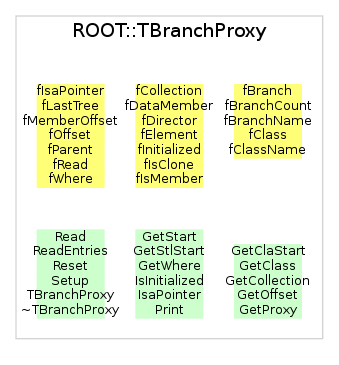 ROOT::TBranchProxy
fIsaPointer
fLastTree
fMemberOffset
fOffset
fParent
fRead
fWhere
fCollection
fDataMember
fDirector
fElement
fInitialized
fIsClone
fIsMember
fBranch
fBranchCount
fBranchName
fClass
fClassName
Read
ReadEntries
Reset
Setup
TBranchProxy
~TBranchProxy
GetStart
GetStlStart
GetWhere
IsInitialized
IsaPointer
Print
GetClaStart
GetClass
GetCollection
GetOffset
GetProxy